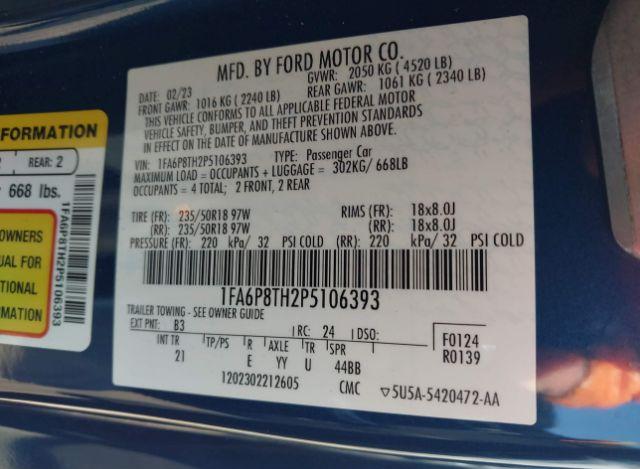 MFD. BY FORD MOTOR CO.
DATE: 02/23 GVWR: 2050 KG ( 4520 LB)
FRONT GAWR: 1016 KG ( 2240 LB) REAR GAWR: 1061 KG ( 2340 LB)
THIS VEHICLE CONFORMS TO ALL APPLICABLE FEDERAL MOTOR
VEHICLE SAFETY, BUMPER, AND THEFT PREVENTION STANDARDS
IN EFFECT ON THE DATE OF MANUFACTURE SHOWN ABOVE.
VIN: 1FA6P8TH2P5106393 TYPE: Passenger Car
MAXIMUM LOAD = OCCUPANTS + LUGGAGE = 302KG/ 668LB
OCCUPANTS = 4 TOTAL; 2 FRONT, 2 REAR
TIRE (FR): 235/50R18 97W RIMS (FR): 18x8.0J
(RR): 235/50R18 97W (RR): 18x8.0J
PRESSURE (FR): 220 kPa/ 32 PSI COLD (RR): 220 kPa/ 32 PSI COLD
1FA6P8TH2P5106393
TRAILER TOWING - SEE OWNER GUIDE
EXT PNT: B3 RC: 24 DSO:
INT TR TP/PS R AXLE TR SPR
21 E YY U 44BB
F0124
R0139
1202302212605 CMC ▽5U5A-5420472-AA
FORMATION
2 REAR: 2
668 lbs.
OWNERS
UAL FOR
TIONAL
MATION
1FA6P8TH2P5106393